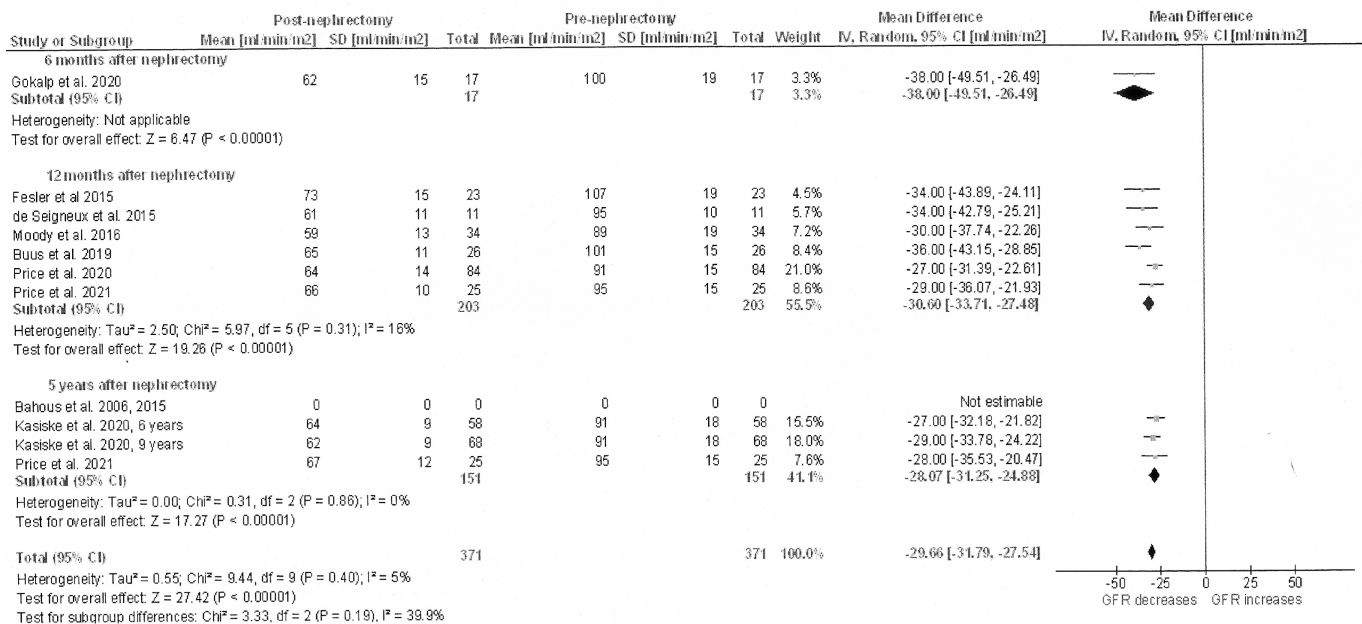 Post-nephrectomy Pre-nephrectomy Mean Difference Mean Difference
Study or Subgroup Mean [ml/min/m2] SD [ml/min/m2] Total Mean [ml/min/m2] SD [ml/min/m2] Total Weight IV, Random, 95% CI [ml/min/m2] IV, Random, 95% CI [ml/min/m2]
6 months after nephrectomy
Gokalp et al. 2020 62 15 17 100 19 17 3.3% -38.00 [-49.51, -26.49]
Subtotal (95% CI) 17 17 3.3% -38.00 [-49.51, -26.49]
Heterogeneity: Not applicable
Test for overall effect: Z = 6.47 (P < 0.00001)
12 months after nephrectomy
Fesler et al 2015 73 15 23 107 19 23 4.5% -34.00 [-43.89, -24.11]
de Seigneux et al. 2015 61 11 11 95 10 11 5.7% -34.00 [-42.79, -25.21]
Moody et al. 2016 59 13 34 89 19 34 7.2% -30.00 [-37.74, -22.26]
Buus et al. 2019 65 11 26 101 15 26 8.4% -36.00 [-43.15, -28.85]
Price et al. 2020 64 14 84 91 15 84 21.0% -27.00 [-31.39, -22.61]
Price et al. 2021 66 10 25 95 15 25 8.6% -29.00 [-36.07, -21.93]
Subtotal (95% CI) 203 203 55.5% -30.60 [-33.71, -27.48]
Heterogeneity: Tau² = 2.50; Chi² = 5.97, df = 5 (P = 0.31); I² = 16%
Test for overall effect: Z = 19.26 (P < 0.00001)
5 years after nephrectomy
Bahous et al. 2006, 2015 0 0 0 0 0 0 Not estimable
Kasiske et al. 2020, 6 years 64 9 58 91 18 58 15.5% -27.00 [-32.18, -21.82]
Kasiske et al. 2020, 9 years 62 9 68 91 18 68 18.0% -29.00 [-33.78, -24.22]
Price et al. 2021 67 12 25 95 15 25 7.6% -28.00 [-35.53, -20.47]
Subtotal (95% CI) 151 151 41.1% -28.07 [-31.25, -24.88]
Heterogeneity: Tau² = 0.00; Chi² = 0.31, df = 2 (P = 0.86); I² = 0%
Test for overall effect: Z = 17.27 (P < 0.00001)
Total (95% CI) 371 371 100.0% -29.66 [-31.79, -27.54]
Heterogeneity: Tau² = 0.55; Chi² = 9.44, df = 9 (P = 0.40); I² = 5%
Test for overall effect: Z = 27.42 (P < 0.00001)
Test for subgroup differences: Chi² = 3.33, df = 2 (P = 0.19), I² = 39.9%
-50 -25 0 25 50
GFR decreases GFR increases